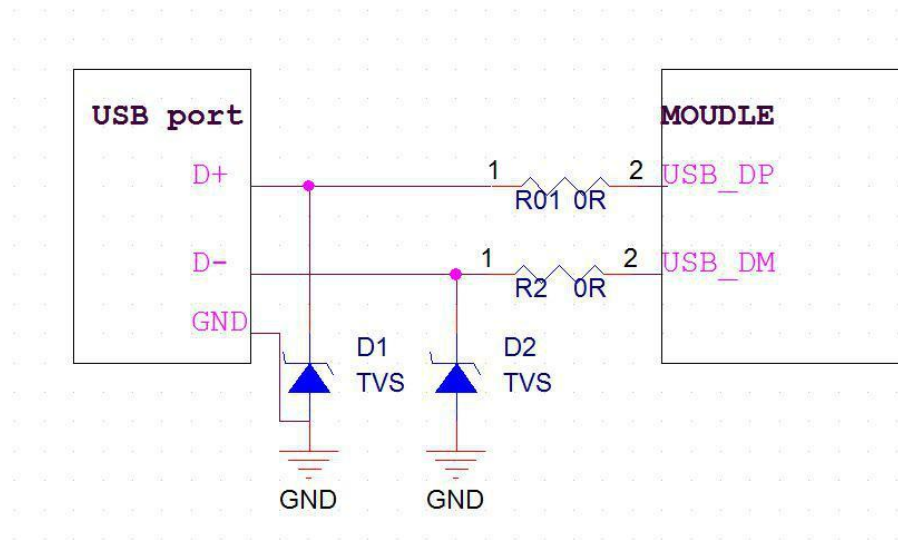 USB port
MOUDLE
D+
1
2
USB_DP
R01 0R
D-
1
2
USB_DM
R2 0R
GND
D1
TVS
D2
TVS
GND
GND